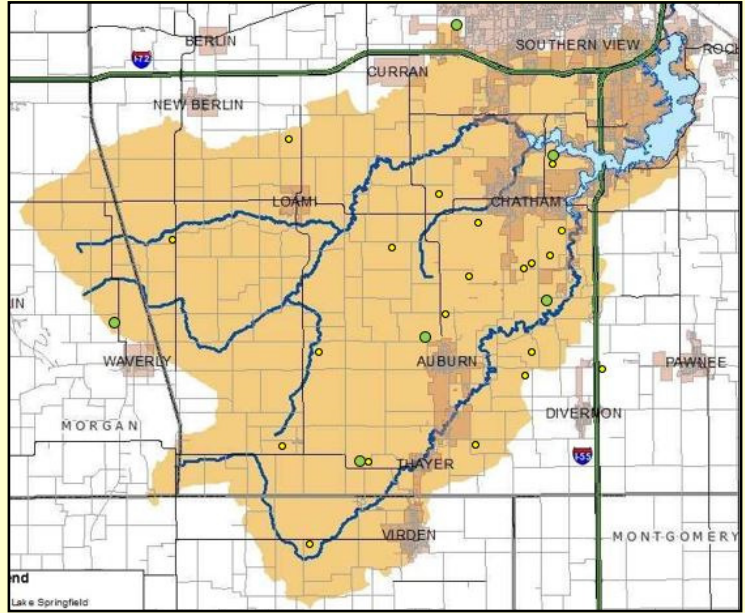 BERLIN
SOUTHERN VIEW
ROCH
I-72
CURRAN
NEW BERLIN
LOAMI
CHATHAM
IN
WAVERLY
AUBURN
PAWNEE
MORGAN
DIVERNON
I-55
THAYER
VIRDEN
MONTGOMERY
end
Lake Springfield